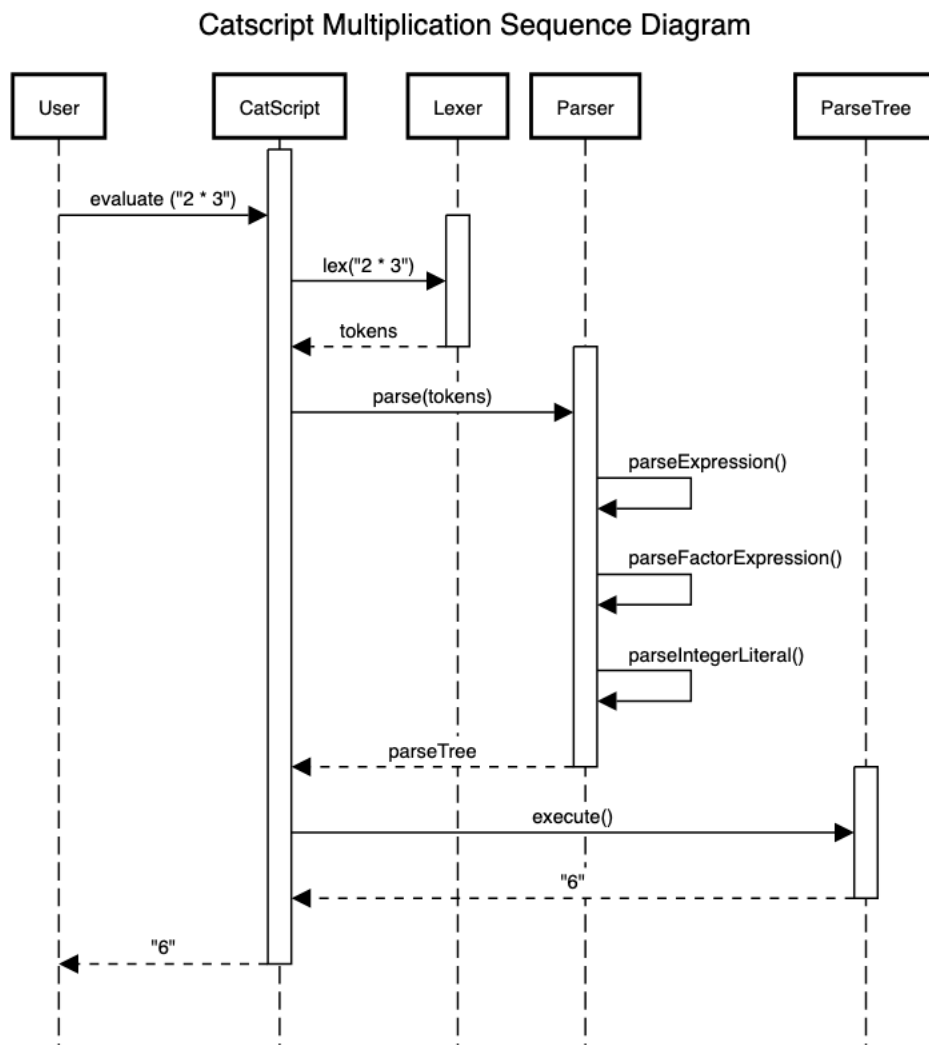 Catscript Multiplication Sequence Diagram
User
CatScript
Lexer
Parser
ParseTree
evaluate ("2 * 3")
lex("2 * 3")
tokens
parse(tokens)
parseExpression()
parseFactorExpression()
parseIntegerLiteral()
parseTree
execute()
"6"
"6"